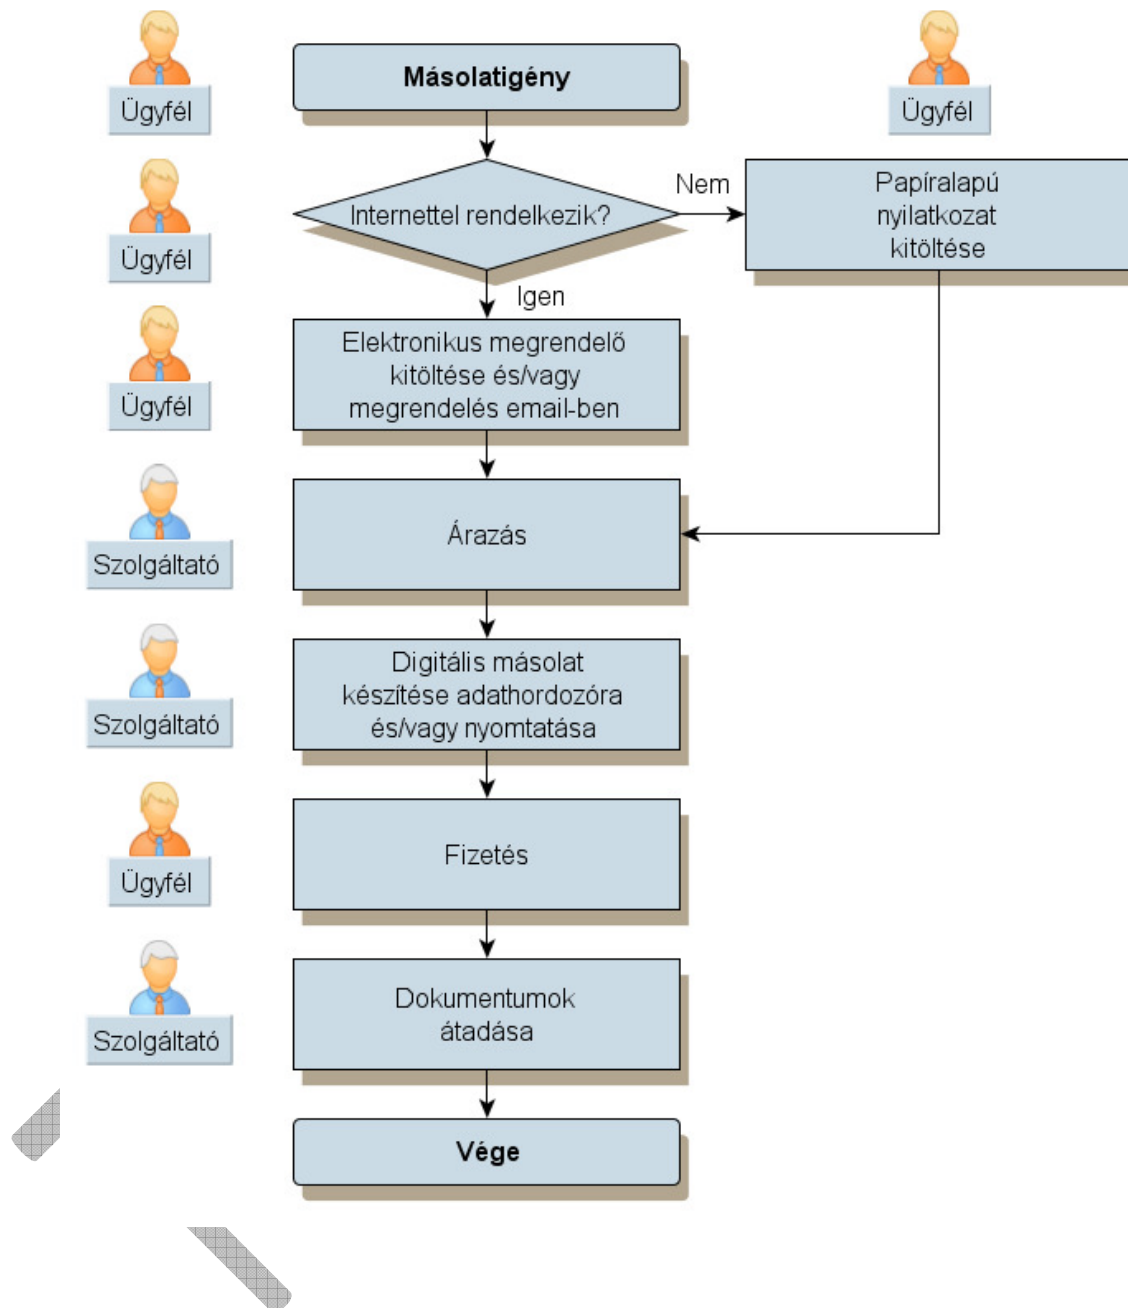 Ügyfél
Másolatigény
Ügyfél
Ügyfél
Internettel rendelkezik?
Nem
Papíralapú
nyilatkozat
kitöltése
Igen
Ügyfél
Elektronikus megrendelő
kitöltése és/vagy
megrendelés email-ben
Szolgáltató
Árazás
Szolgáltató
Digitális másolat
készítése adathordozóra
és/vagy nyomtatása
Ügyfél
Fizetés
Szolgáltató
Dokumentumok
átadása
Vége